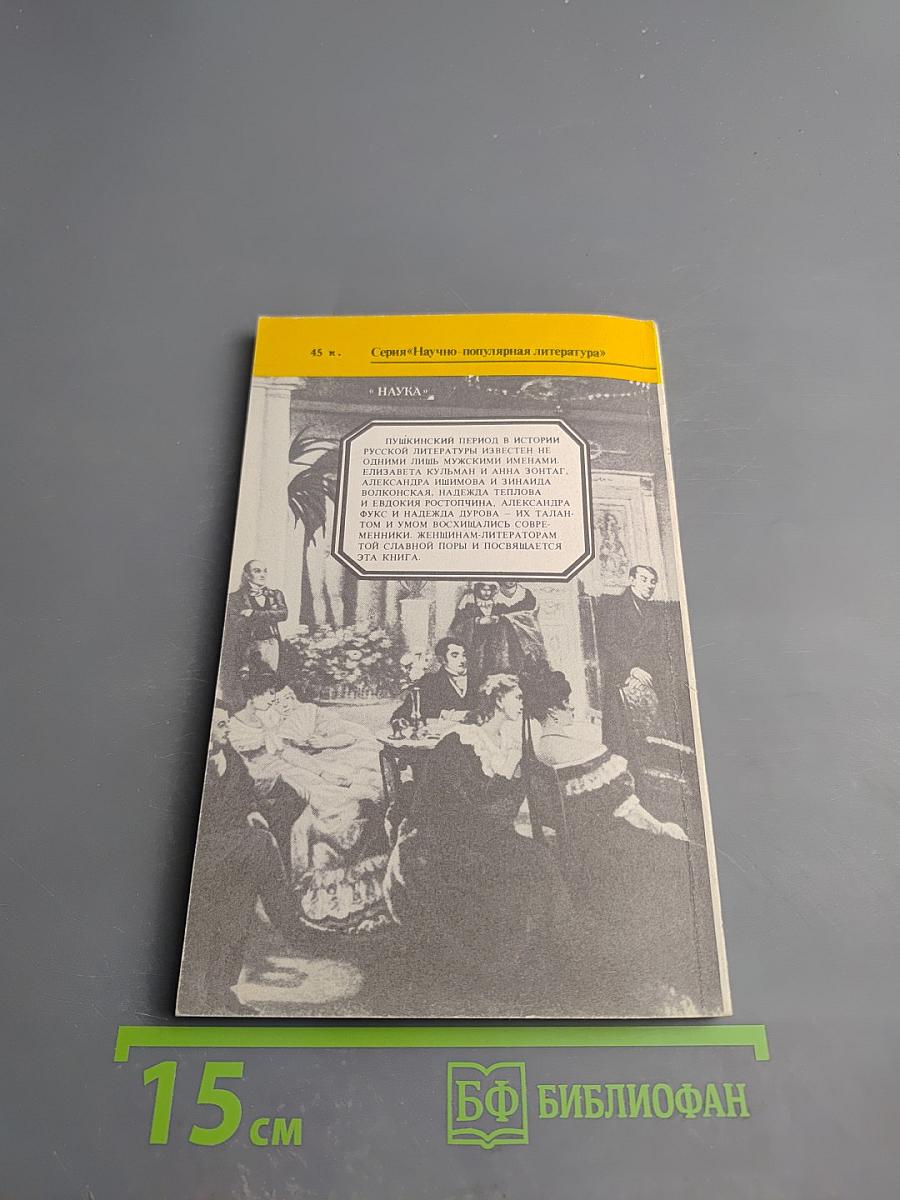 45 к.
Серия «Научно-популярная литература»
«НАУКА»
ПУШКИНСКИЙ ПЕРИОД В ИСТОРИИ
РУССКОЙ ЛИТЕРАТУРЫ ИЗВЕСТЕН НЕ
ОДНИМИ ЛИШЬ МУЖСКИМИ ИМЕНАМИ.
ЕЛИЗАВЕТА КУЛЬМАН И АННА ЗОНТАГ,
АЛЕКСАНДРА ИШИМОВА И ЗИНАИДА
ВОЛКОНСКАЯ, НАДЕЖДА ТЕПЛОВА
И ЕВДОКИЯ РОСТОПЧИНА, АЛЕКСАНДРА
ФУКС И НАДЕЖДА ДУРОВА – ИХ ТАЛАН-
ТОМ И УМОМ ВОСХИЩАЛИСЬ СОВРЕ-
МЕННИКИ. ЖЕНЩИНАМ-ЛИТЕРАТОРАМ
ТОЙ СЛАВНОЙ ПОРЫ И ПОСВЯЩАЕТСЯ
ЭТА КНИГА.
15 см
БФ БИБЛИОФАН